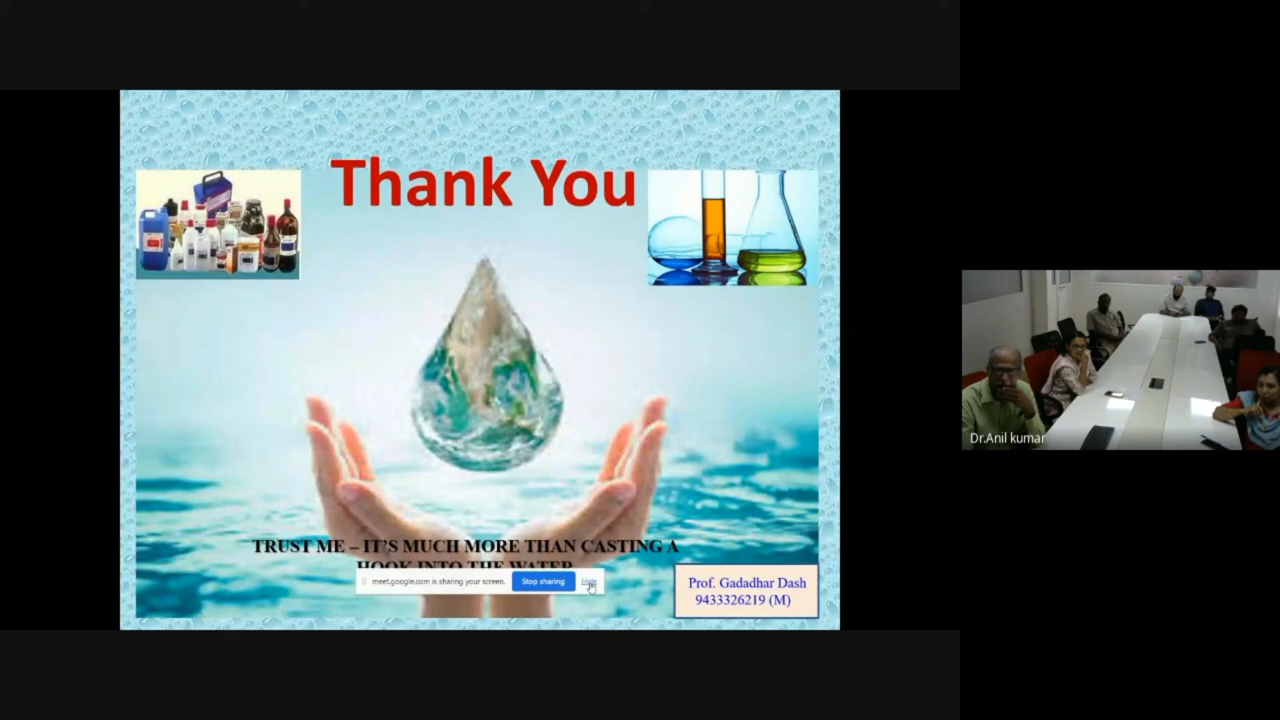 Thank You
TRUST ME – IT'S MUCH MORE THAN CASTING A
HOOK INTO THE WATER
meet.google.com is sharing your screen.
Stop sharing
Hide
Prof. Gadadhar Dash
9433326219 (M)
Dr.Anil kumar